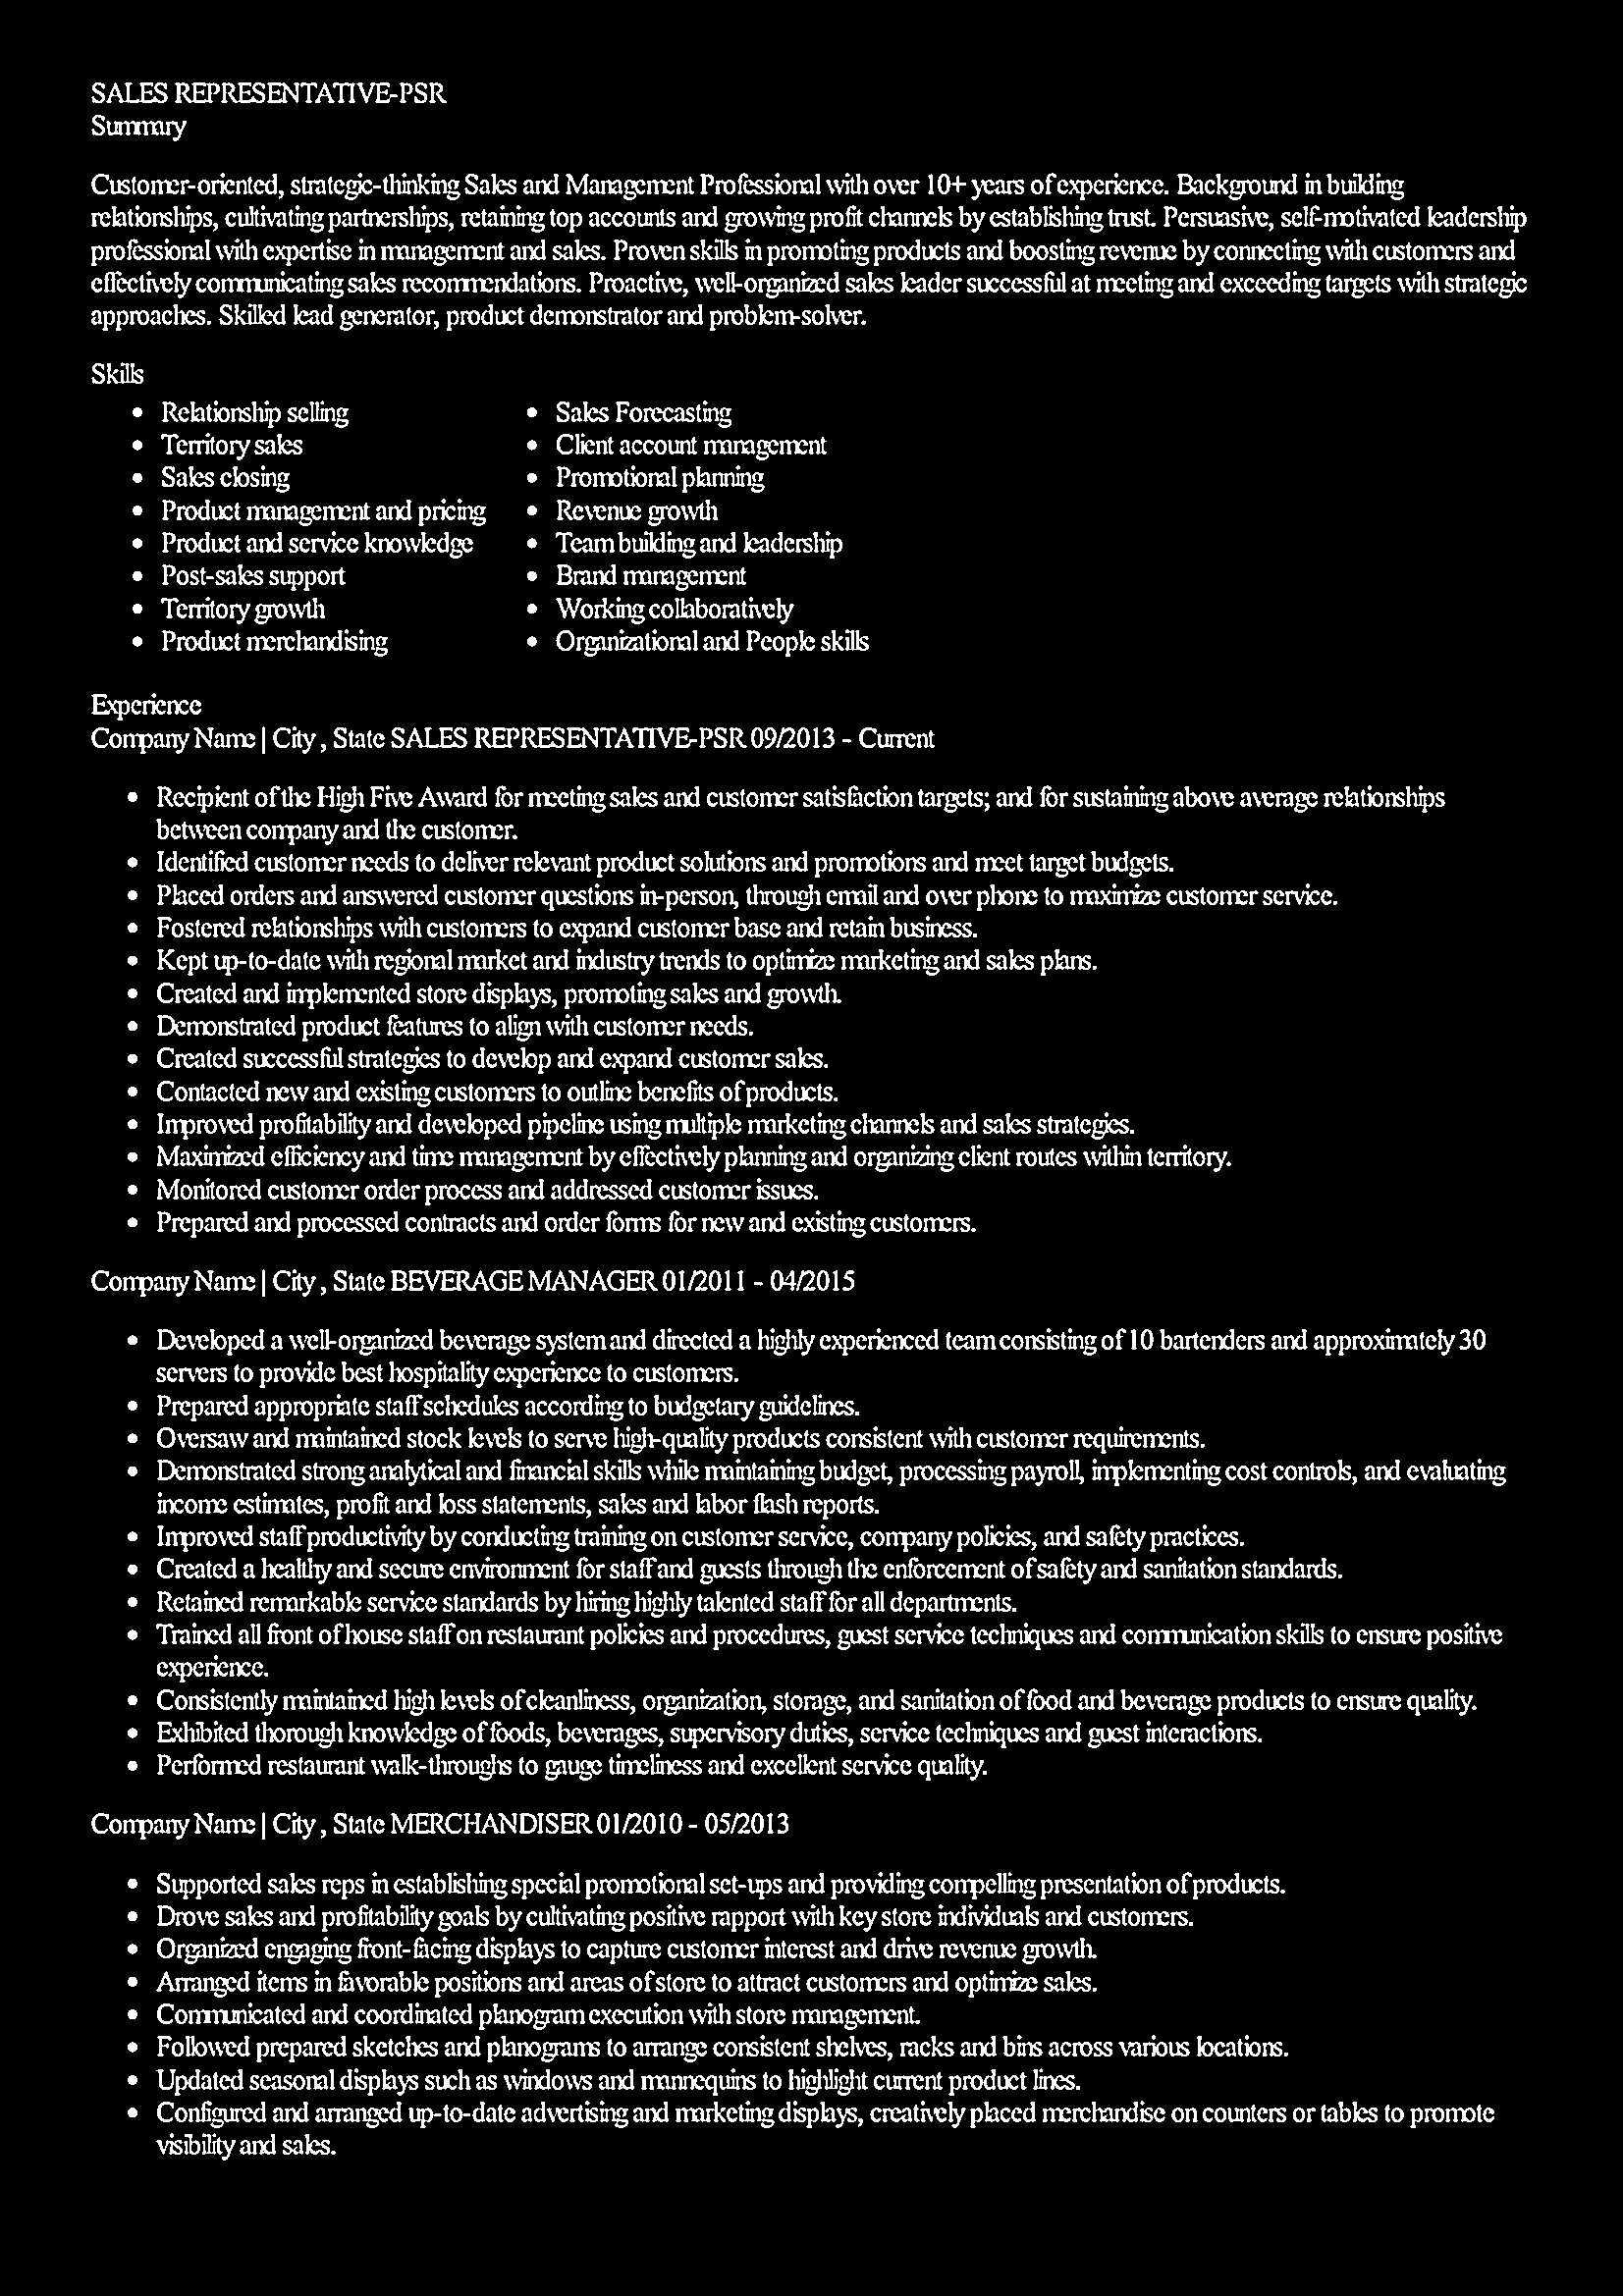 SALES REPRESENTATIVE-PSR
Summary
Customer-oriented, strategic-thinking Sales and Management Professional with over 10+ years of experience. Background in building
relationships, cultivating partnerships, retaining top accounts and growing profit channels by establishing trust. Persuasive, self-motivated leadership
professional with expertise in management and sales. Proven skills in promoting products and boosting revenue by connecting with customers and
effectively communicating sales recommendations. Proactive, well-organized sales leader successful at meeting and exceeding targets with strategic
approaches. Skilled lead generator, product demonstrator and problem-solver.
Skills
• Relationship selling
• Territory sales
• Sales closing
• Product management and pricing
• Product and service knowledge
• Post-sales support
• Territory growth
• Product merchandising
• Sales Forecasting
• Client account management
• Promotional planning
• Revenue growth
• Team building and leadership
• Brand management
• Working collaboratively
• Organizational and People skills
Experience
Company Name | City , State SALES REPRESENTATIVE-PSR 09/2013 - Current
• Recipient of the High Five Award for meeting sales and customer satisfaction targets; and for sustaining above average relationships
between company and the customer.
• Identified customer needs to deliver relevant product solutions and promotions and meet target budgets.
• Placed orders and answered customer questions in-person, through email and over phone to maximize customer service.
• Fostered relationships with customers to expand customer base and retain business.
• Kept up-to-date with regional market and industry trends to optimize marketing and sales plans.
• Created and implemented store displays, promoting sales and growth.
• Demonstrated product features to align with customer needs.
• Created successful strategies to develop and expand customer sales.
• Contacted new and existing customers to outline benefits of products.
• Improved profitability and developed pipeline using multiple marketing channels and sales strategies.
• Maximized efficiency and time management by effectively planning and organizing client routes within territory.
• Monitored customer order process and addressed customer issues.
• Prepared and processed contracts and order forms for new and existing customers.
Company Name | City , State BEVERAGE MANAGER 01/2011 - 04/2015
• Developed a well-organized beverage system and directed a highly experienced team consisting of 10 bartenders and approximately 30
servers to provide best hospitality experience to customers.
• Prepared appropriate staff schedules according to budgetary guidelines.
• Oversaw and maintained stock levels to serve high-quality products consistent with customer requirements.
• Demonstrated strong analytical and financial skills while maintaining budget, processing payroll, implementing cost controls, and evaluating
income estimates, profit and loss statements, sales and labor flash reports.
• Improved staff productivity by conducting training on customer service, company policies, and safety practices.
• Created a healthy and secure environment for staff and guests through the enforcement of safety and sanitation standards.
• Retained remarkable service standards by hiring highly talented staff for all departments.
• Trained all front of house staff on restaurant policies and procedures, guest service techniques and communication skills to ensure positive
experience.
• Consistently maintained high levels of cleanliness, organization, storage, and sanitation of food and beverage products to ensure quality.
• Exhibited thorough knowledge of foods, beverages, supervisory duties, service techniques and guest interactions.
• Performed restaurant walk-throughs to gauge timeliness and excellent service quality.
Company Name | City , State MERCHANDISER 01/2010 - 05/2013
• Supported sales reps in establishing special promotional set-ups and providing compelling presentation of products.
• Drove sales and profitability goals by cultivating positive rapport with key store individuals and customers.
• Organized engaging front-facing displays to capture customer interest and drive revenue growth.
• Arranged items in favorable positions and areas of store to attract customers and optimize sales.
• Communicated and coordinated planogram execution with store management.
• Followed prepared sketches and planograms to arrange consistent shelves, racks and bins across various locations.
• Updated seasonal displays such as windows and mannequins to highlight current product lines.
• Configured and arranged up-to-date advertising and marketing displays, creatively placed merchandise on counters or tables to promote
visibility and sales.